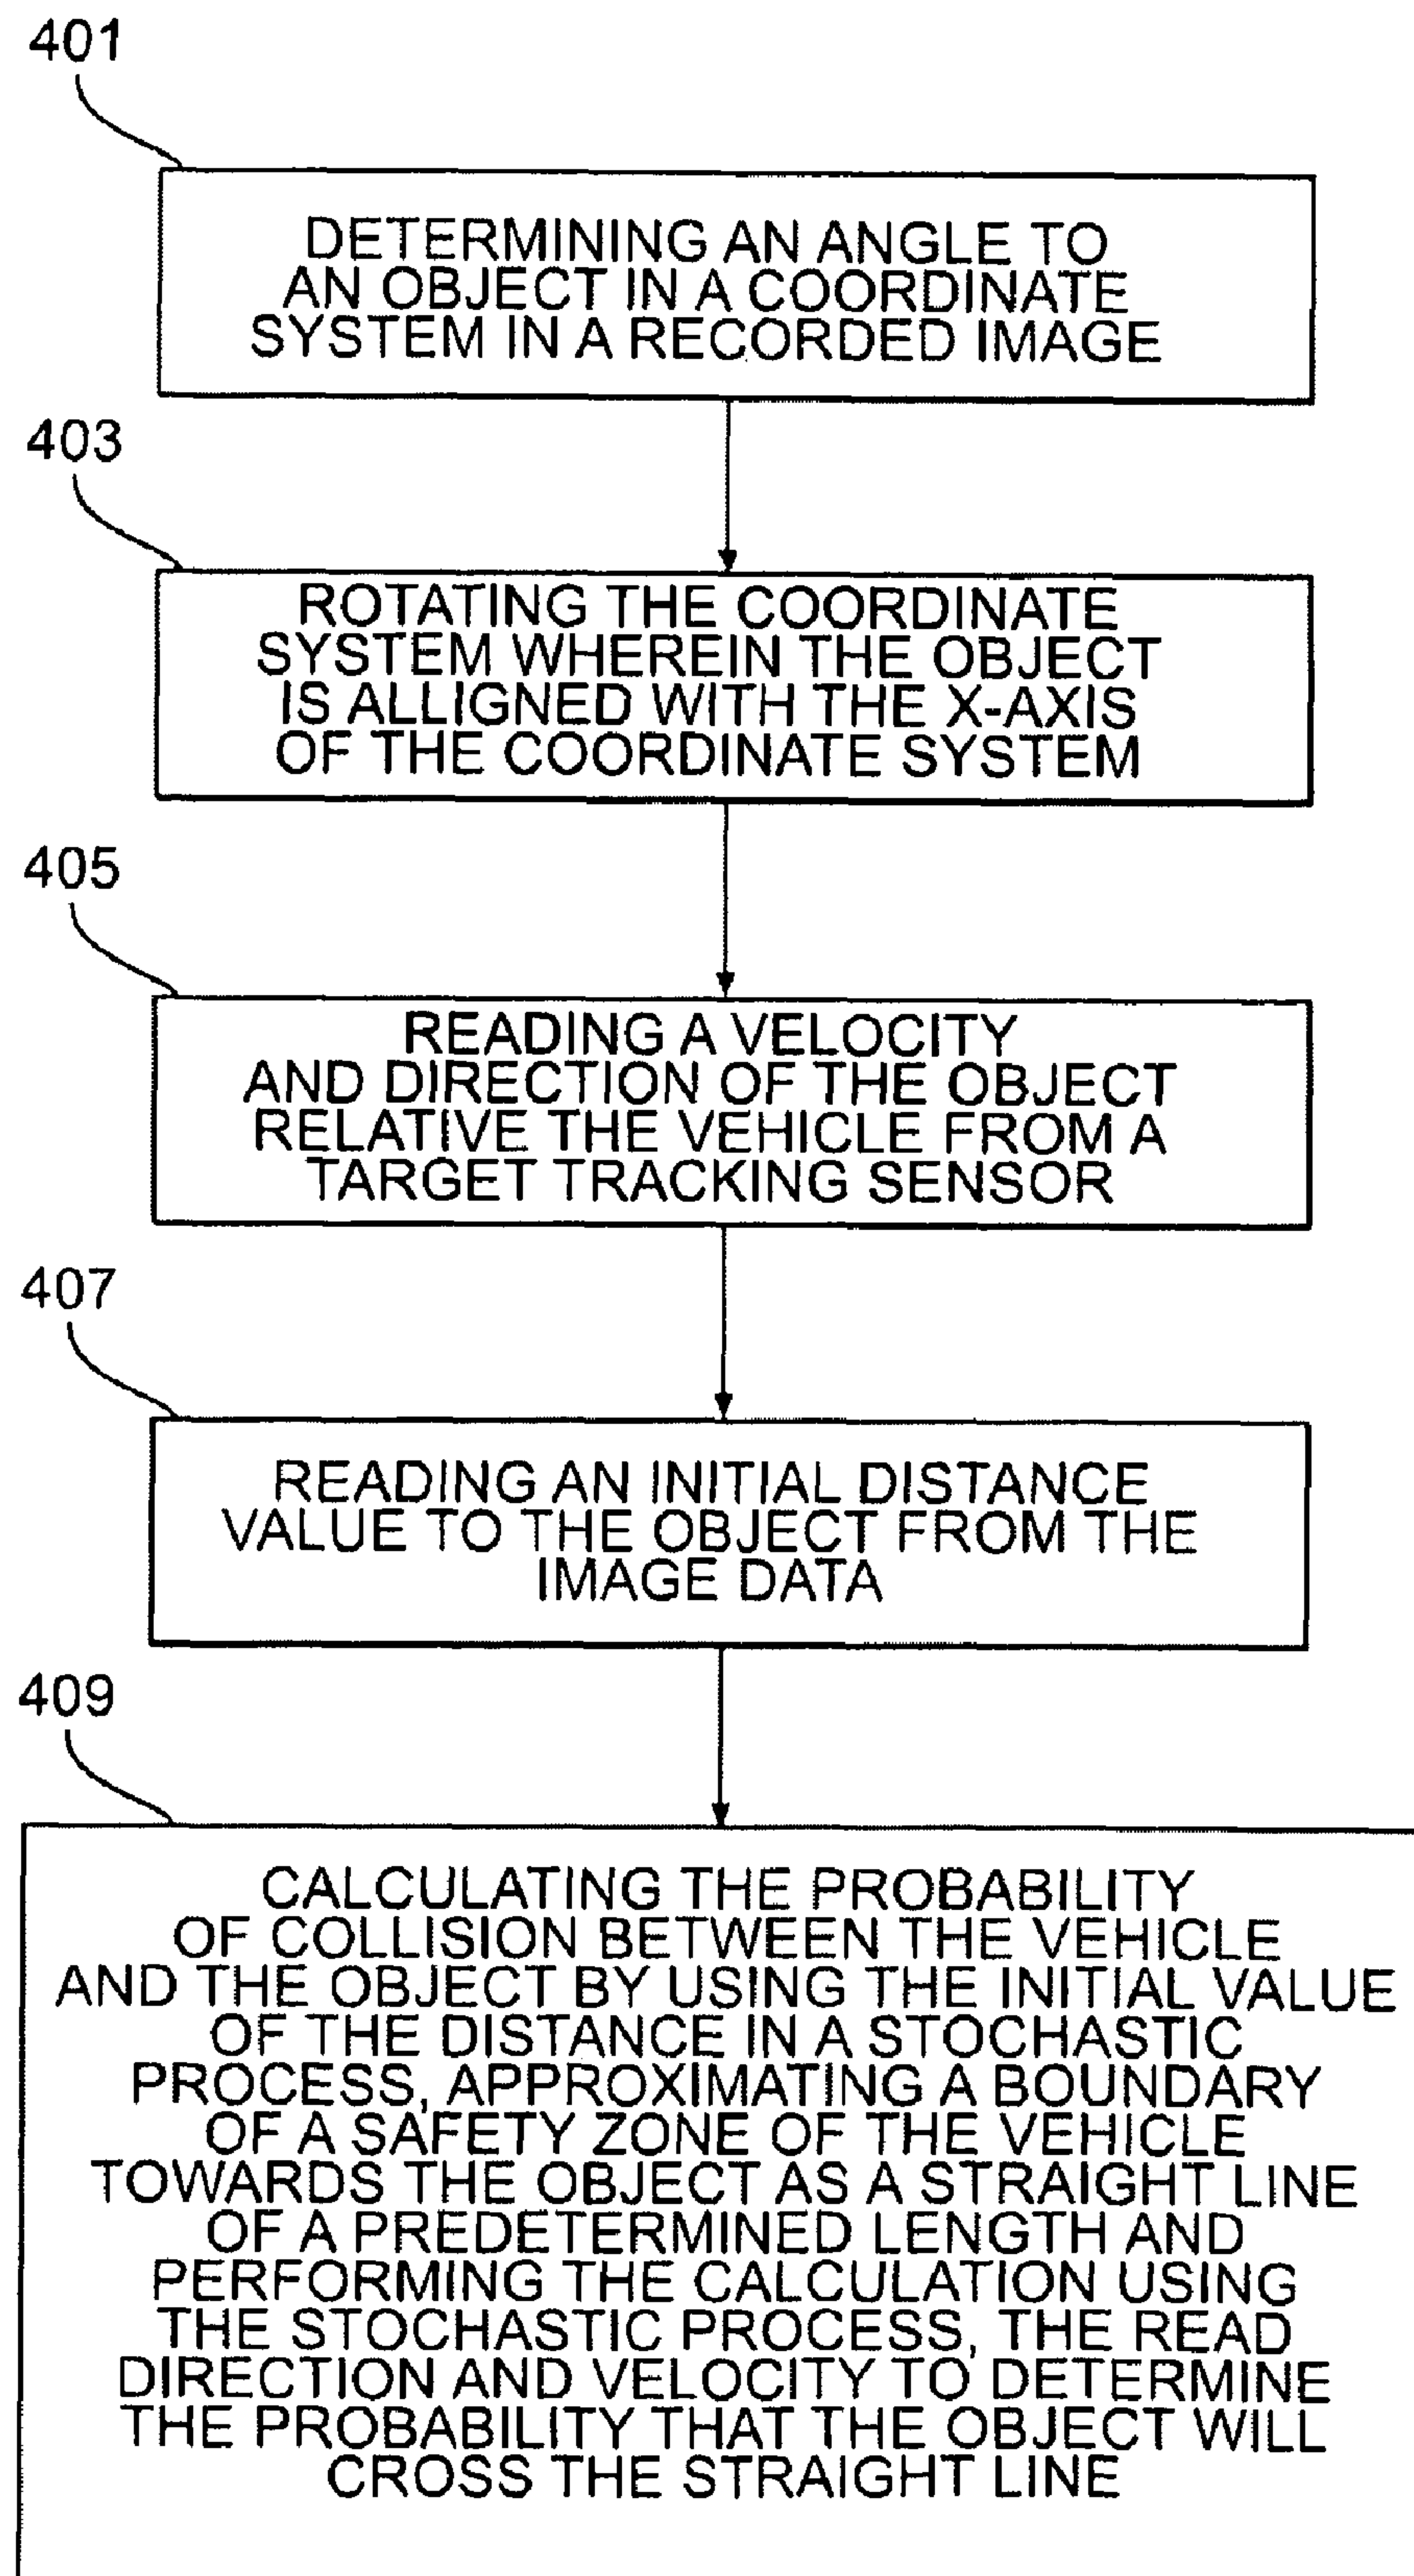 401
DETERMINING AN ANGLE TO
AN OBJECT IN A COORDINATE
SYSTEM IN A RECORDED IMAGE
403
ROTATING THE COORDINATE
SYSTEM WHEREIN THE OBJECT
IS ALLIGNED WITH THE X-AXIS
OF THE COORDINATE SYSTEM
405
READING A VELOCITY
AND DIRECTION OF THE OBJECT
RELATIVE THE VEHICLE FROM A
TARGET TRACKING SENSOR
407
READING AN INITIAL DISTANCE
VALUE TO THE OBJECT FROM THE
IMAGE DATA
409
CALCULATING THE PROBABILITY
OF COLLISION BETWEEN THE VEHICLE
AND THE OBJECT BY USING THE INITIAL VALUE
OF THE DISTANCE IN A STOCHASTIC
PROCESS, APPROXIMATING A BOUNDARY
OF A SAFETY ZONE OF THE VEHICLE
TOWARDS THE OBJECT AS A STRAIGHT LINE
OF A PREDETERMINED LENGTH AND
PERFORMING THE CALCULATION USING
THE STOCHASTIC PROCESS, THE READ
DIRECTION AND VELOCITY TO DETERMINE
THE PROBABILITY THAT THE OBJECT WILL
CROSS THE STRAIGHT LINE